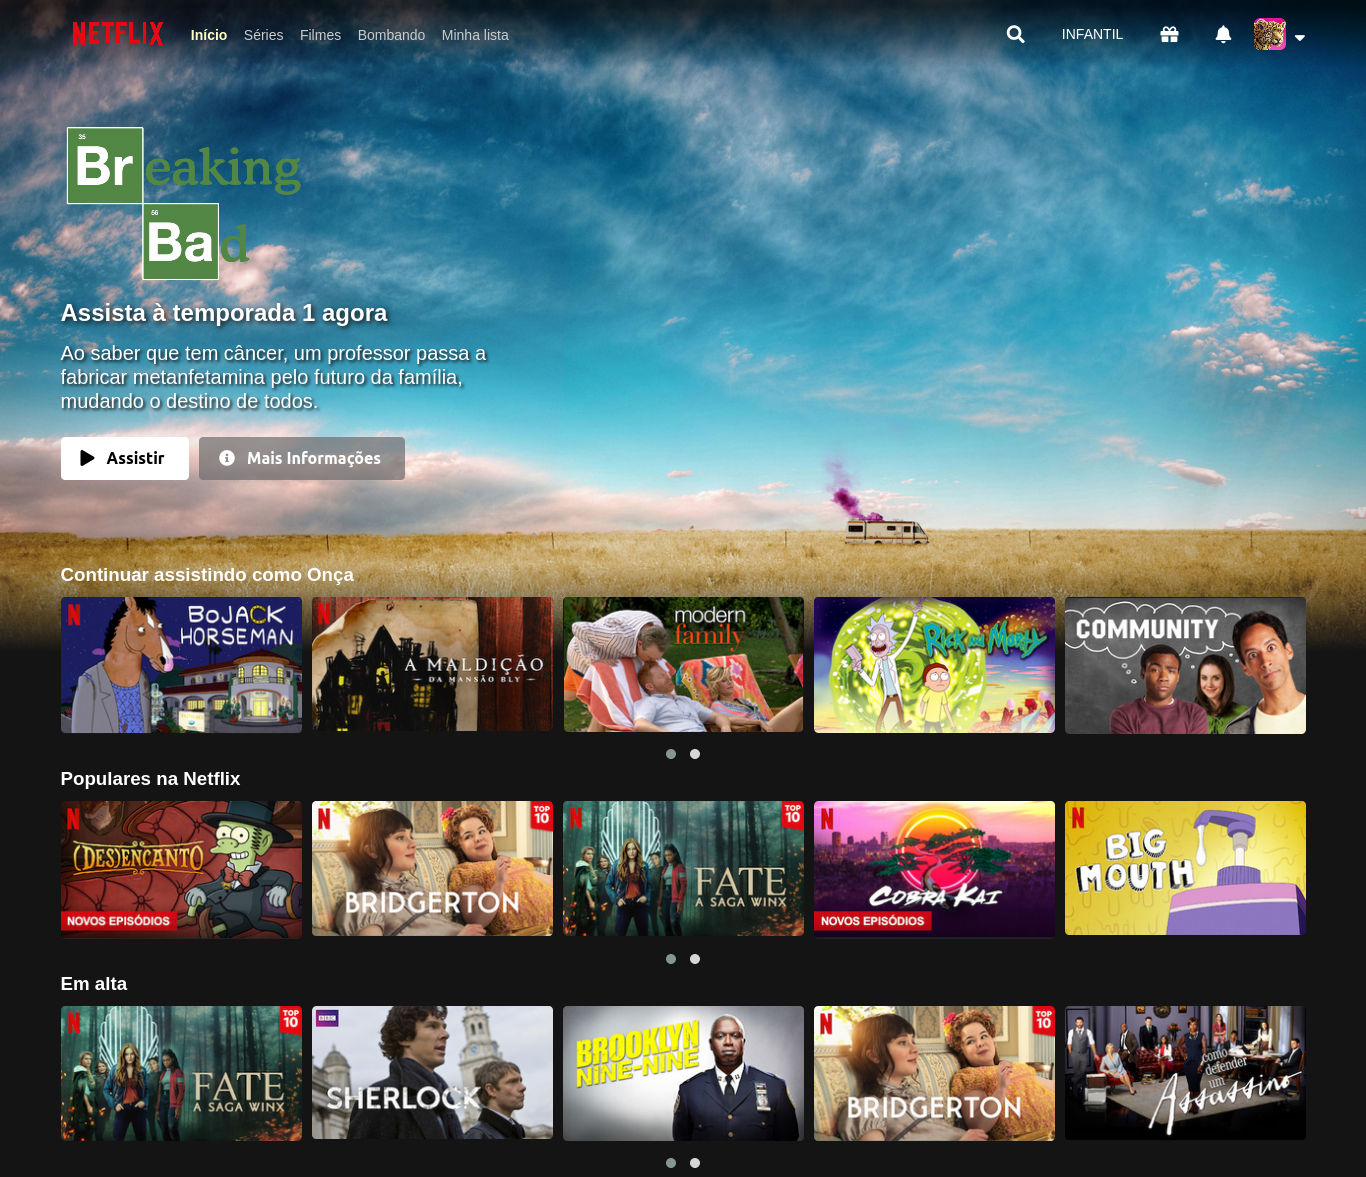 NETFLIX
Início
Séries
Filmes
Bombando
Minha lista
INFANTIL
35
Breaking
56
Bad
Assista à temporada 1 agora
Ao saber que tem câncer, um professor passa a
fabricar metanfetamina pelo futuro da família,
mudando o destino de todos.
Assistir
Mais Informações
Continuar assistindo como Onça
N
BOJACK
HORSEMAN
N
A MALDIÇÃO
DA MANSÃO BLY
modern
family
Rick and Morty
COMMUNITY
Populares na Netflix
N
(DES)ENCANTO
NOVOS EPISÓDIOS
N
TOP
10
BRIDGERTON
N
TOP
10
FATE
A SAGA WINX
N
COBRA KAI
NOVOS EPISÓDIOS
N
BIG
MOUTH
Em alta
N
TOP
10
FATE
A SAGA WINX
BBC
SHERLOCK
BROOKLYN
NINE-NINE
N
TOP
10
BRIDGERTON
como
defender
um
Assassino